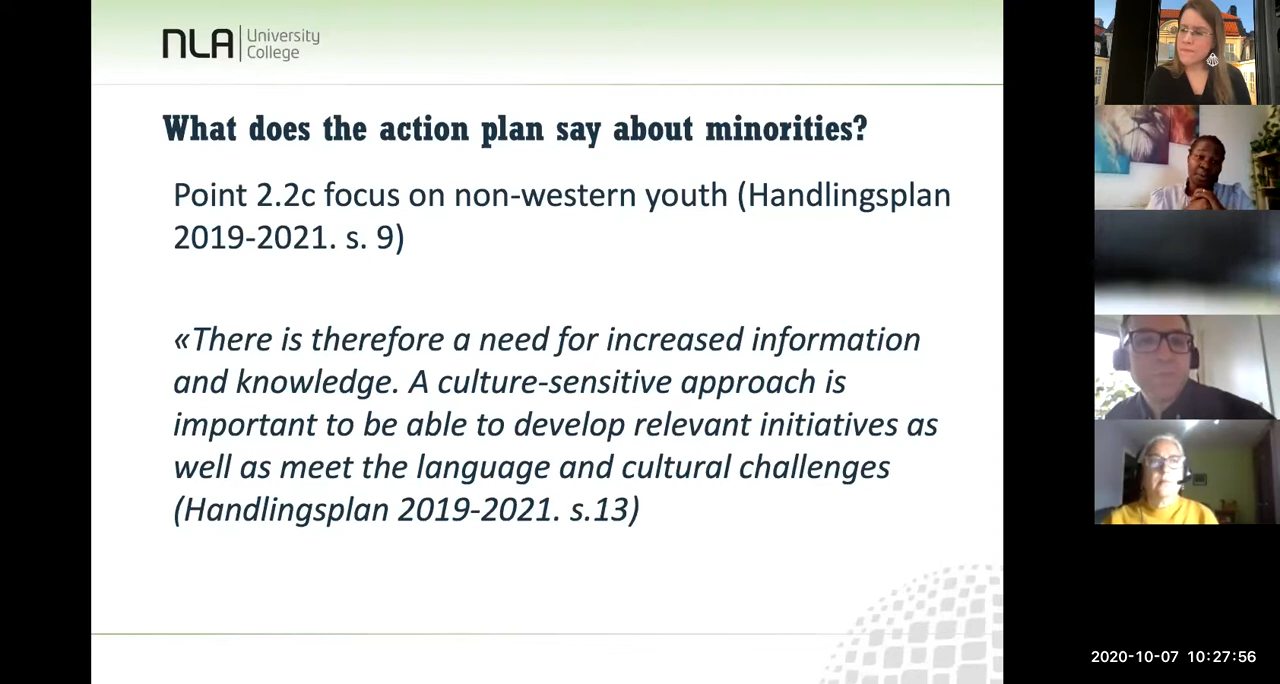 NLA University
College
What does the action plan say about minorities?
Point 2.2c focus on non-western youth (Handlingsplan
2019-2021. s. 9)
«There is therefore a need for increased information
and knowledge. A culture-sensitive approach is
important to be able to develop relevant initiatives as
well as meet the language and cultural challenges
(Handlingsplan 2019-2021. s.13)
2020-10-07 10:27:56